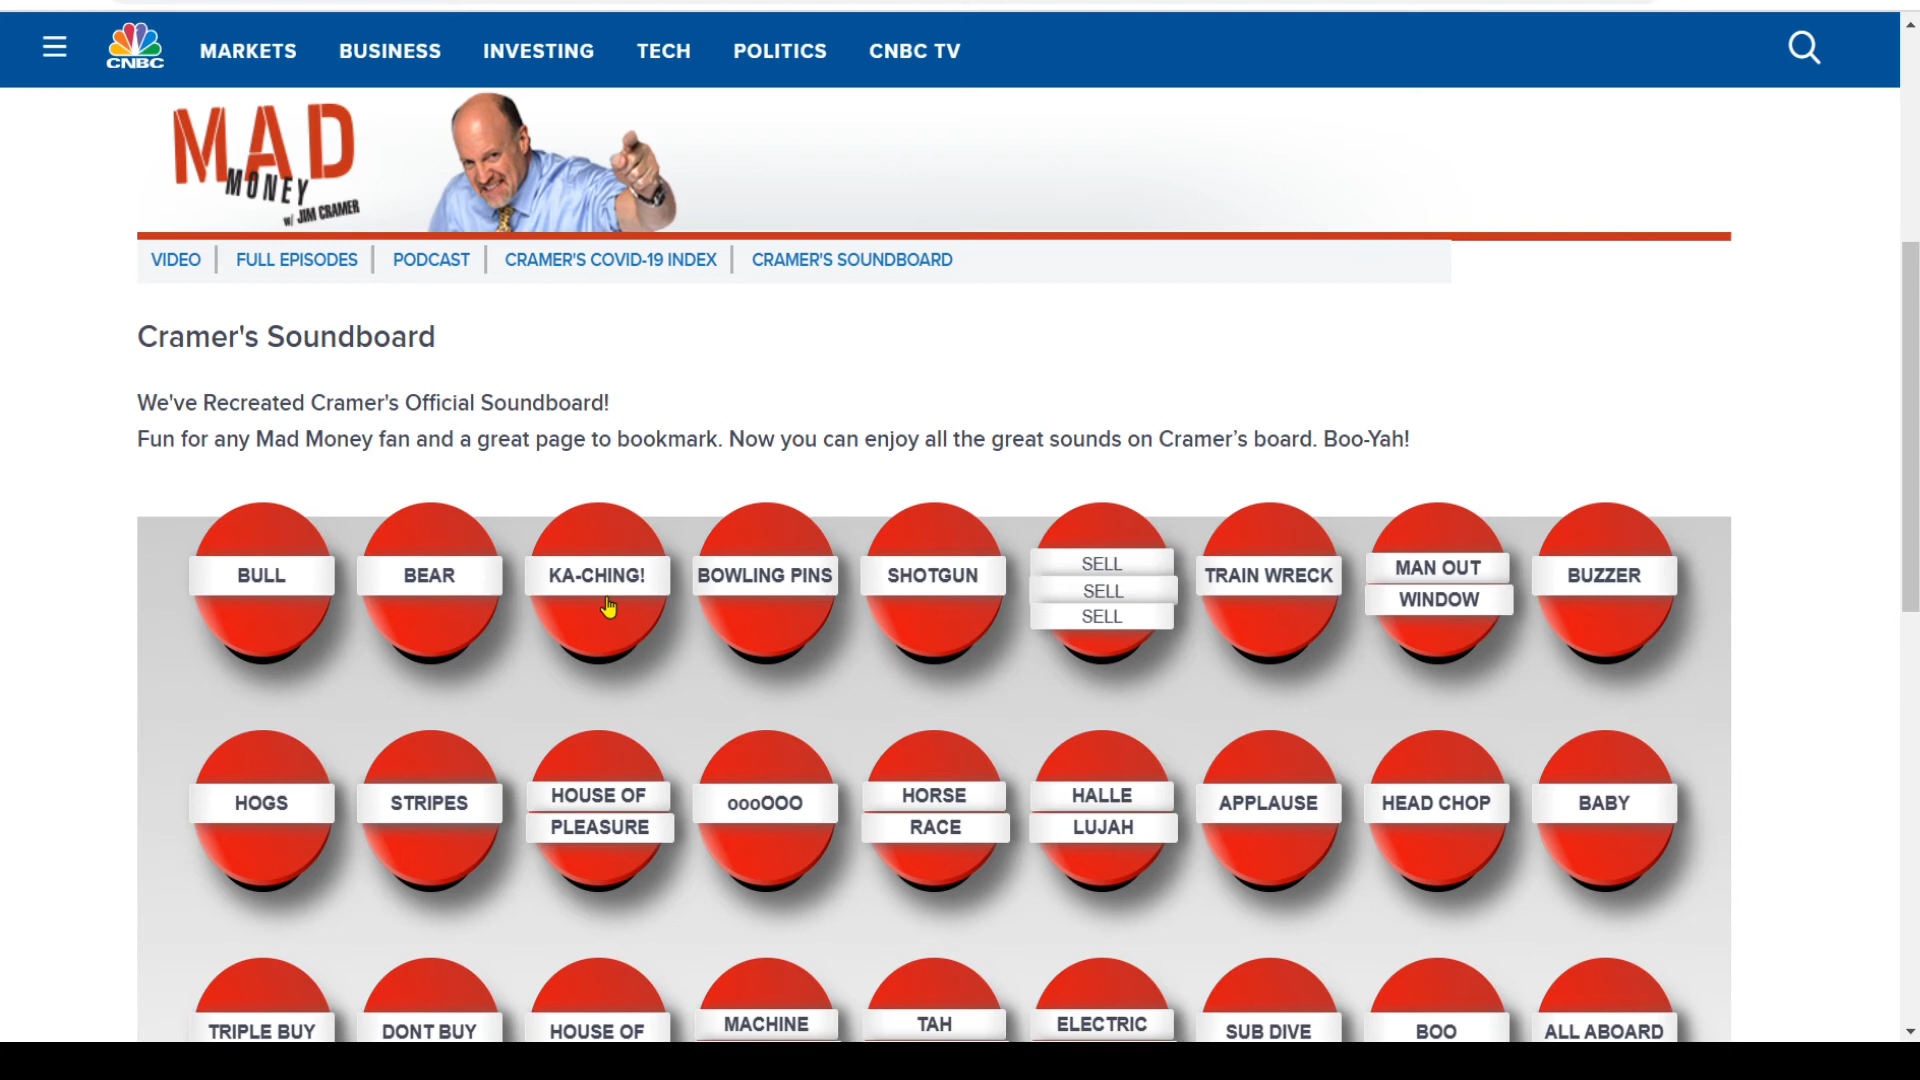 CNBC
MARKETS
BUSINESS
INVESTING
TECH
POLITICS
CNBC TV
MAD
MONEY
w/ JIM CRAMER
VIDEO
FULL EPISODES
PODCAST
CRAMER'S COVID-19 INDEX
CRAMER'S SOUNDBOARD
Cramer's Soundboard
We've Recreated Cramer's Official Soundboard!
Fun for any Mad Money fan and a great page to bookmark. Now you can enjoy all the great sounds on Cramer’s board. Boo-Yah!
BULL
BEAR
KA-CHING!
BOWLING PINS
SHOTGUN
SELL
SELL
SELL
TRAIN WRECK
MAN OUT
WINDOW
BUZZER
HOGS
STRIPES
HOUSE OF
PLEASURE
oooOOO
HORSE
RACE
HALLE
LUJAH
APPLAUSE
HEAD CHOP
BABY
TRIPLE BUY
DONT BUY
HOUSE OF
MACHINE
TAH
ELECTRIC
SUB DIVE
BOO
ALL ABOARD